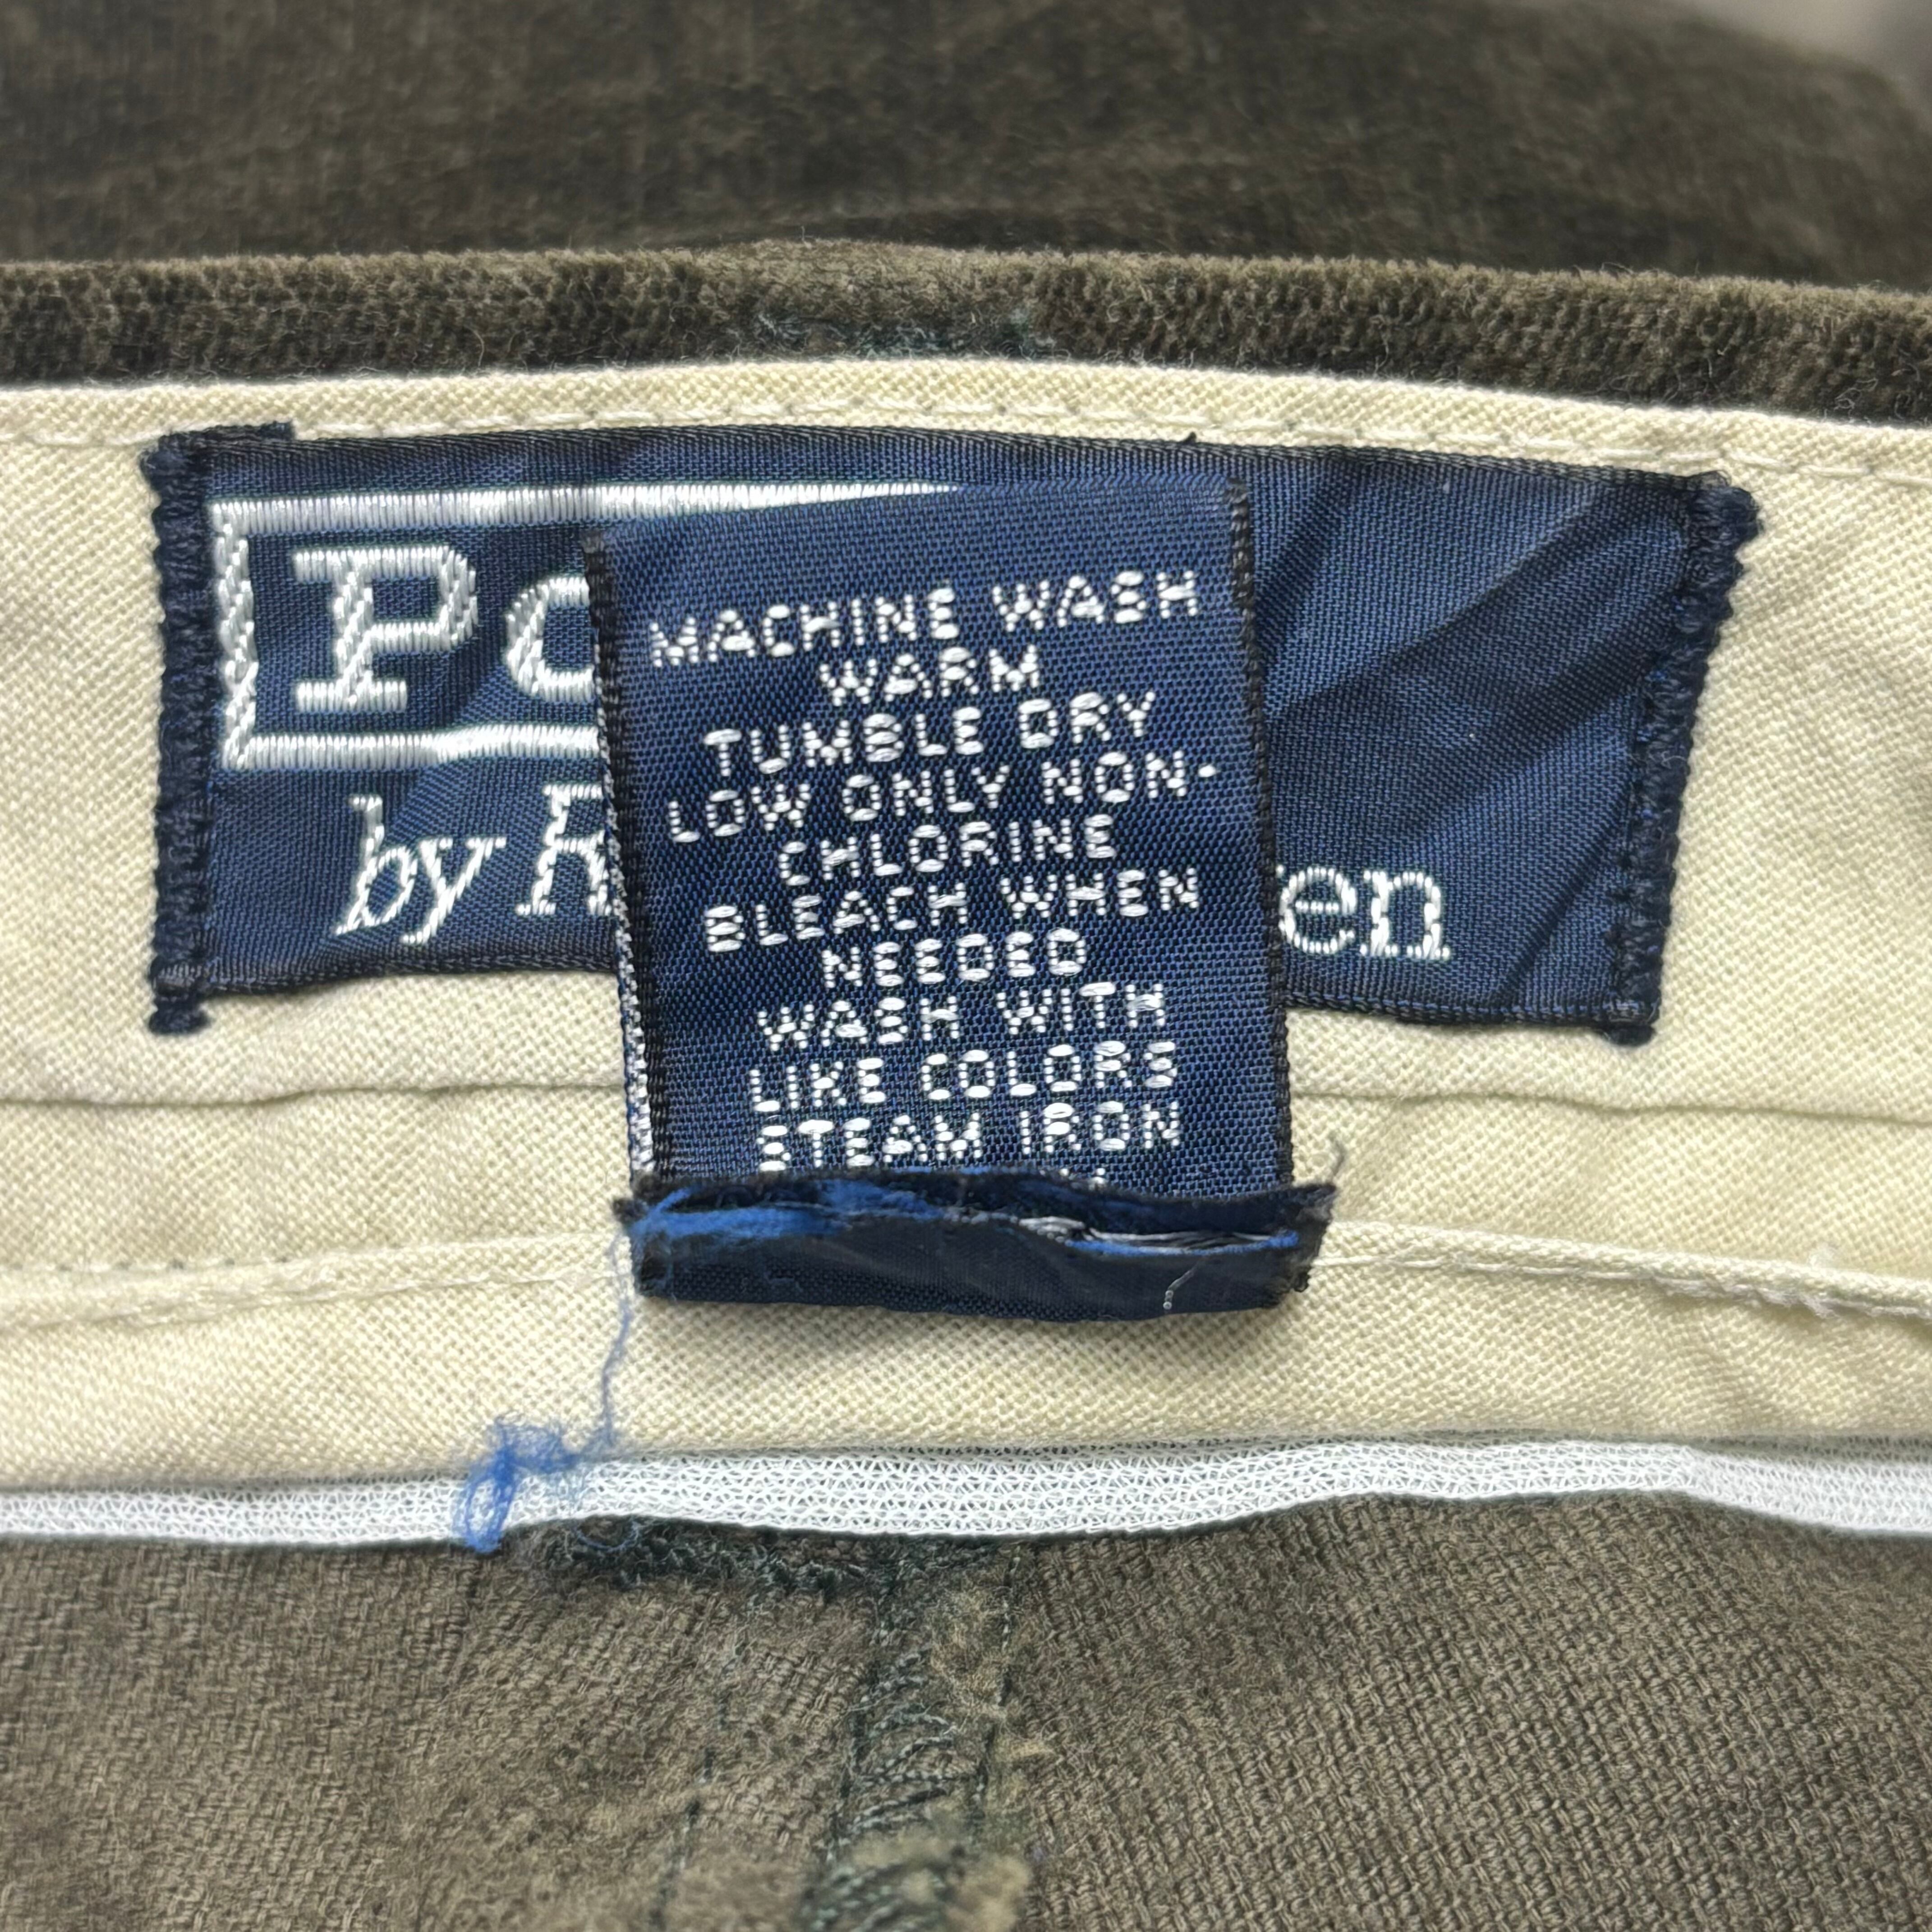 Po
by R
en
MACHINE WASH
WARM
TUMBLE DRY
LOW ONLY NON-
CHLORINE
BLEACH WHEN
NEEDED
WASH WITH
LIKE COLORS
STEAM IRON